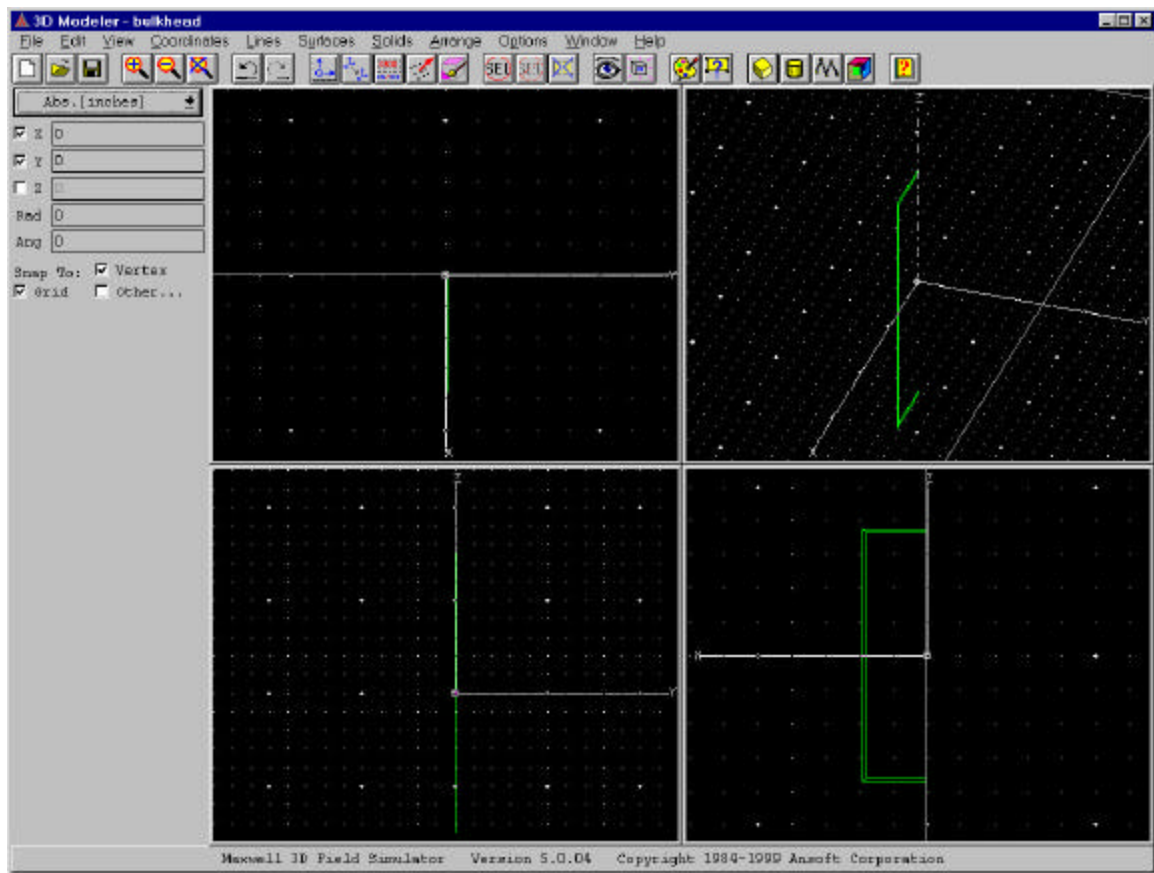 3D Modeler - bulkhead
File Edit View Coordinates Lines Surfaces Solids Arrange Options Window Help
SEL SEL
Abs.[inches]
X 0
Y 0
Z 0
Rad 0
Ang 0
Snap To: Vertex
Grid Other...
Y
X
Z
Y
X
Z
Y
Z
X
Maxwell 3D Field Simulator Version 5.0.04 Copyright 1984-1999 Ansoft Corporation